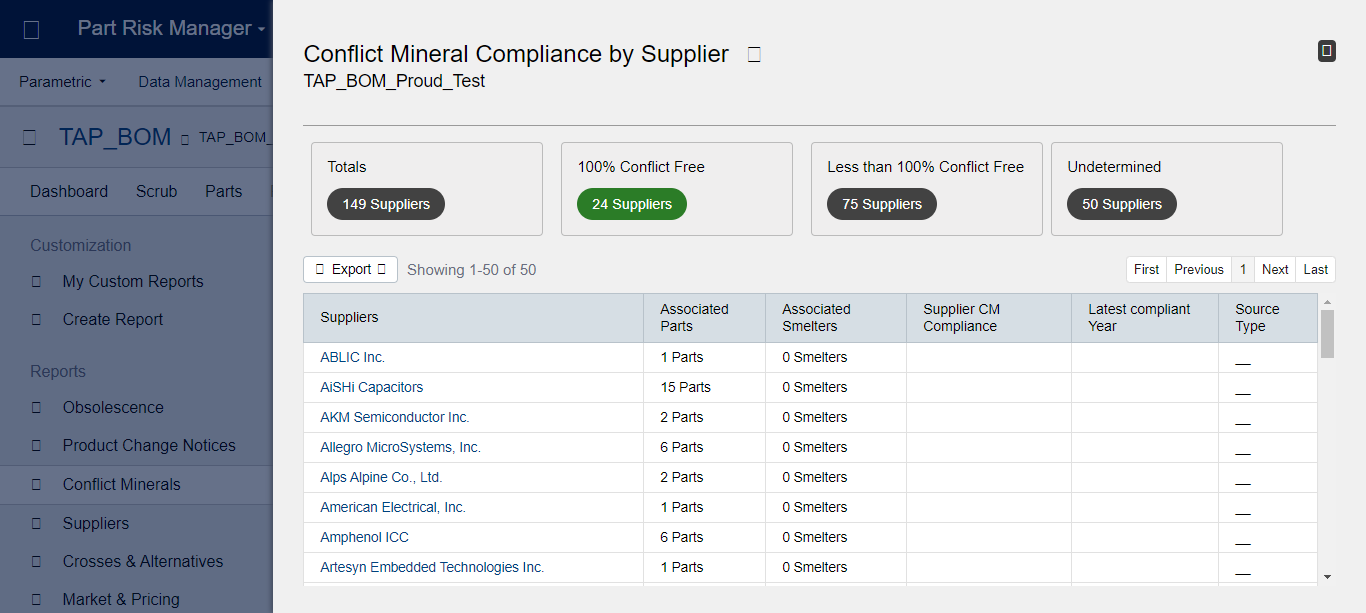 Part Risk Manager
Parametric
Data Management
TAP_BOM
TAP_BOM_
Dashboard
Scrub
Parts
Customization
My Custom Reports
Create Report
Reports
Obsolescence
Product Change Notices
Conflict Minerals
Suppliers
Crosses & Alternatives
Market & Pricing
Conflict Mineral Compliance by Supplier
TAP_BOM_Proud_Test
Totals
149 Suppliers
100% Conflict Free
24 Suppliers
Less than 100% Conflict Free
75 Suppliers
Undetermined
50 Suppliers
Export
Showing 1-50 of 50
First Previous 1 Next Last
Suppliers
Associated
Parts
Associated
Smelters
Supplier CM
Compliance
Latest compliant
Year
Source
Type
ABLIC Inc. 1 Parts 0 Smelters __
AiSHi Capacitors 15 Parts 0 Smelters __
AKM Semiconductor Inc. 2 Parts 0 Smelters __
Allegro MicroSystems, Inc. 6 Parts 0 Smelters __
Alps Alpine Co., Ltd. 2 Parts 0 Smelters __
American Electrical, Inc. 1 Parts 0 Smelters __
Amphenol ICC 6 Parts 0 Smelters __
Artesyn Embedded Technologies Inc. 1 Parts 0 Smelters __